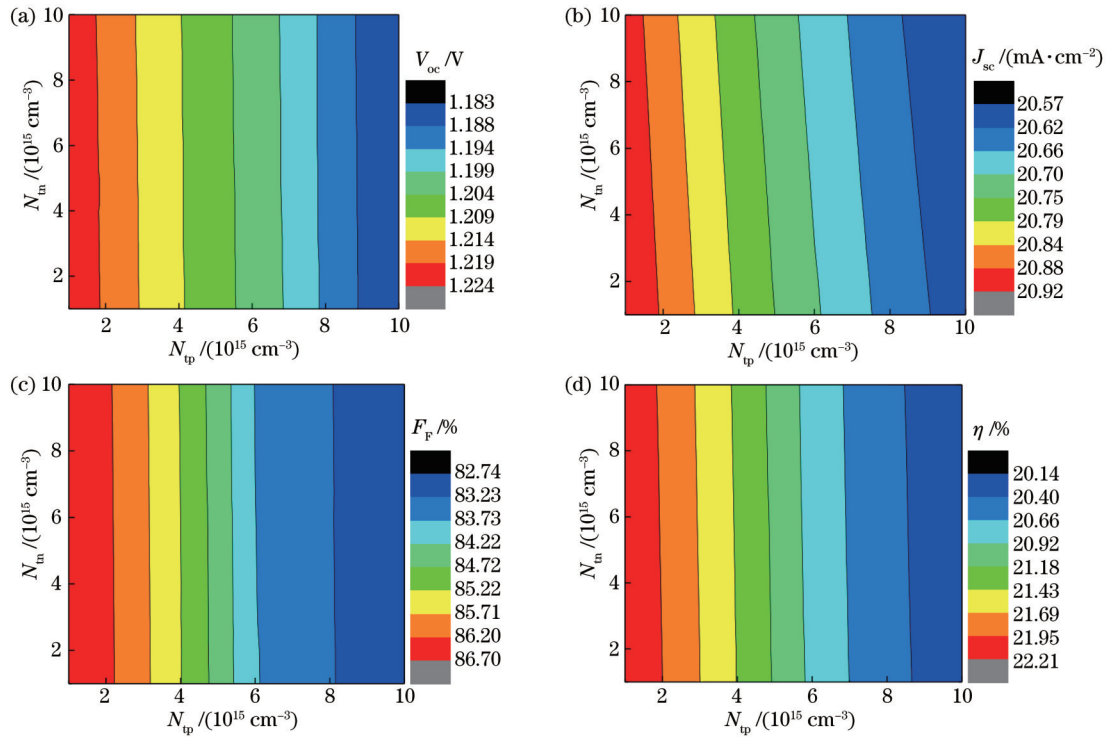 (a)
10
8
6
4
2
N_tn /(10^15 cm^−3)
2 4 6 8 10
N_tp /(10^15 cm^−3)
V_oc /V
1.183
1.188
1.194
1.199
1.204
1.209
1.214
1.219
1.224
(b)
10
8
6
4
2
N_tn /(10^15 cm^−3)
2 4 6 8 10
N_tp /(10^15 cm^−3)
J_sc /(mA·cm^−2)
20.57
20.62
20.66
20.70
20.75
20.79
20.84
20.88
20.92
(c)
10
8
6
4
2
N_tn /(10^15 cm^−3)
2 4 6 8 10
N_tp /(10^15 cm^−3)
F_F /%
82.74
83.23
83.73
84.22
84.72
85.22
85.71
86.20
86.70
(d)
10
8
6
4
2
N_tn /(10^15 cm^−3)
2 4 6 8 10
N_tp /(10^15 cm^−3)
η /%
20.14
20.40
20.66
20.92
21.18
21.43
21.69
21.95
22.21